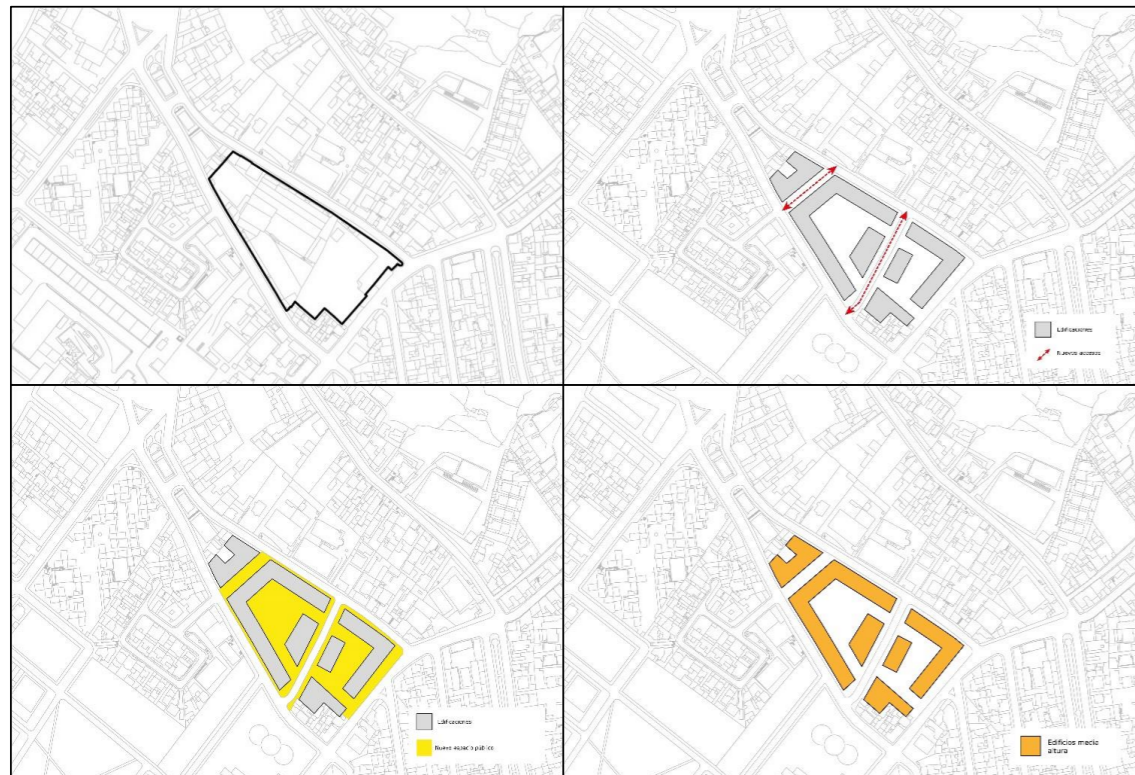 Edificaciones
Nuevos accesos
Edificaciones
Nuevo espacio público
Edificios media
altura